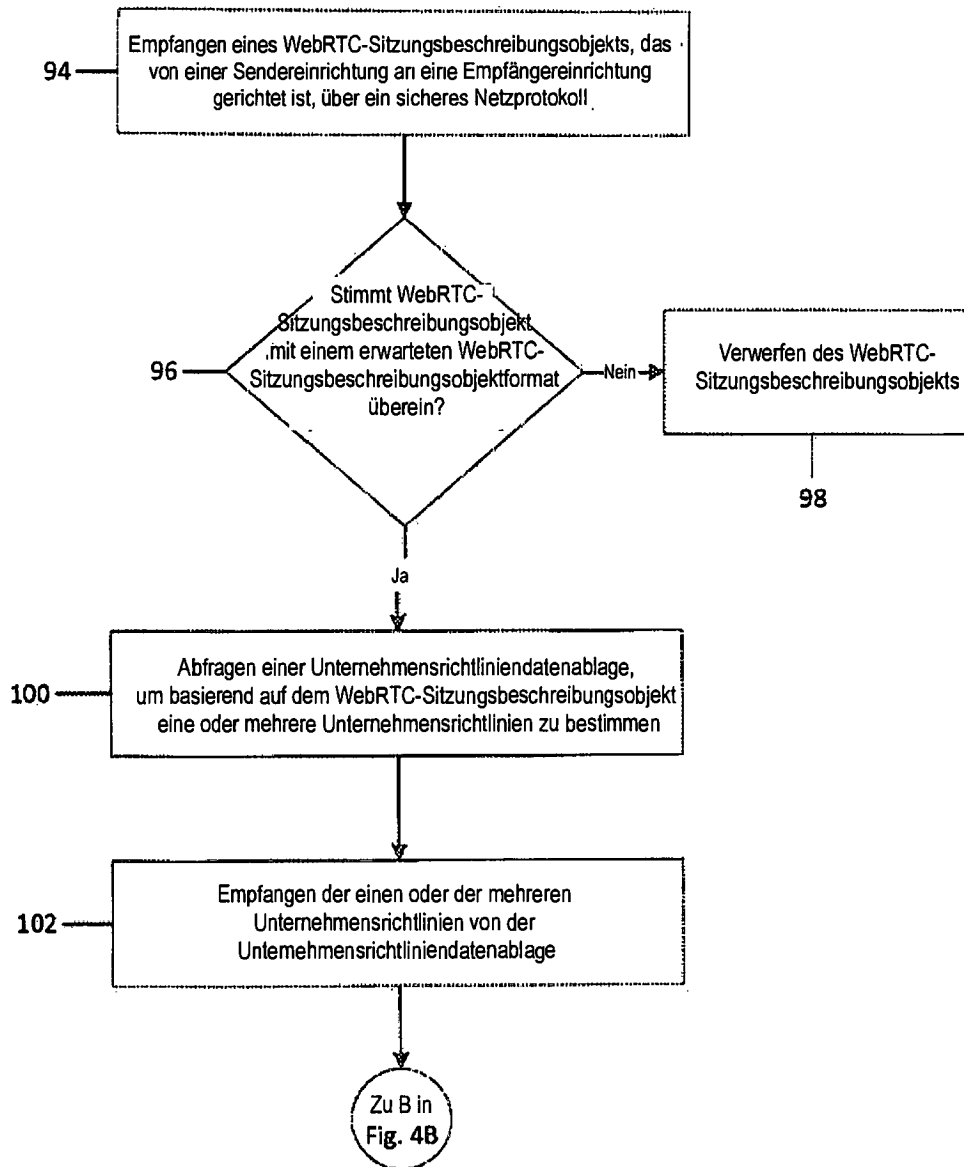 Empfangen eines WebRTC-Sitzungsbeschreibungsobjekts, das
von einer Sendereinrichtung an eine Empfängereinrichtung
gerichtet ist, über ein sicheres Netzprotokoll
94
Stimmt WebRTC-
Sitzungsbeschreibungsobjekt
mit einem erwarteten WebRTC-
Sitzungsbeschreibungsobjektformat
überein?
96
Nein
Verwerfen des WebRTC-
Sitzungsbeschreibungsobjekts
98
Ja
Abfragen einer Unternehmensrichtliniendatenablage,
um basierend auf dem WebRTC-Sitzungsbeschreibungsobjekt
eine oder mehrere Unternehmensrichtlinien zu bestimmen
100
Empfangen der einen oder der mehreren
Unternehmensrichtlinien von der
Unternehmensrichtliniendatenablage
102
Zu B in
Fig. 4B